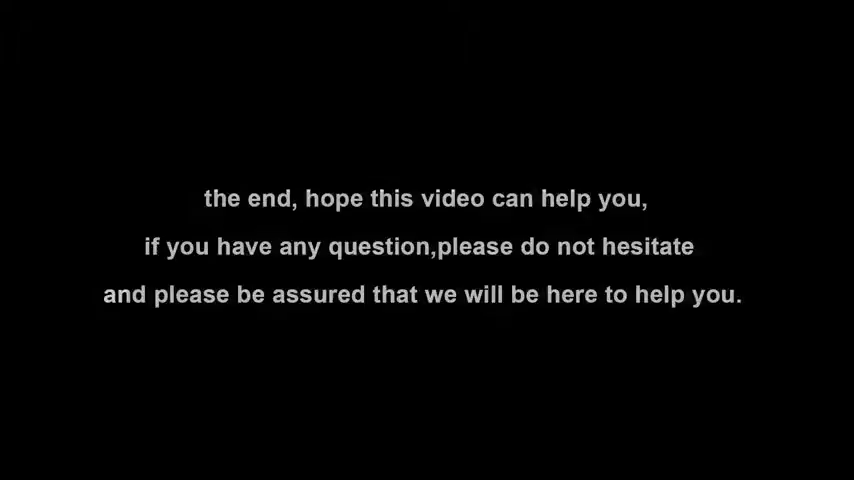 the end, hope this video can help you,
if you have any question,please do not hesitate
and please be assured that we will be here to help you.